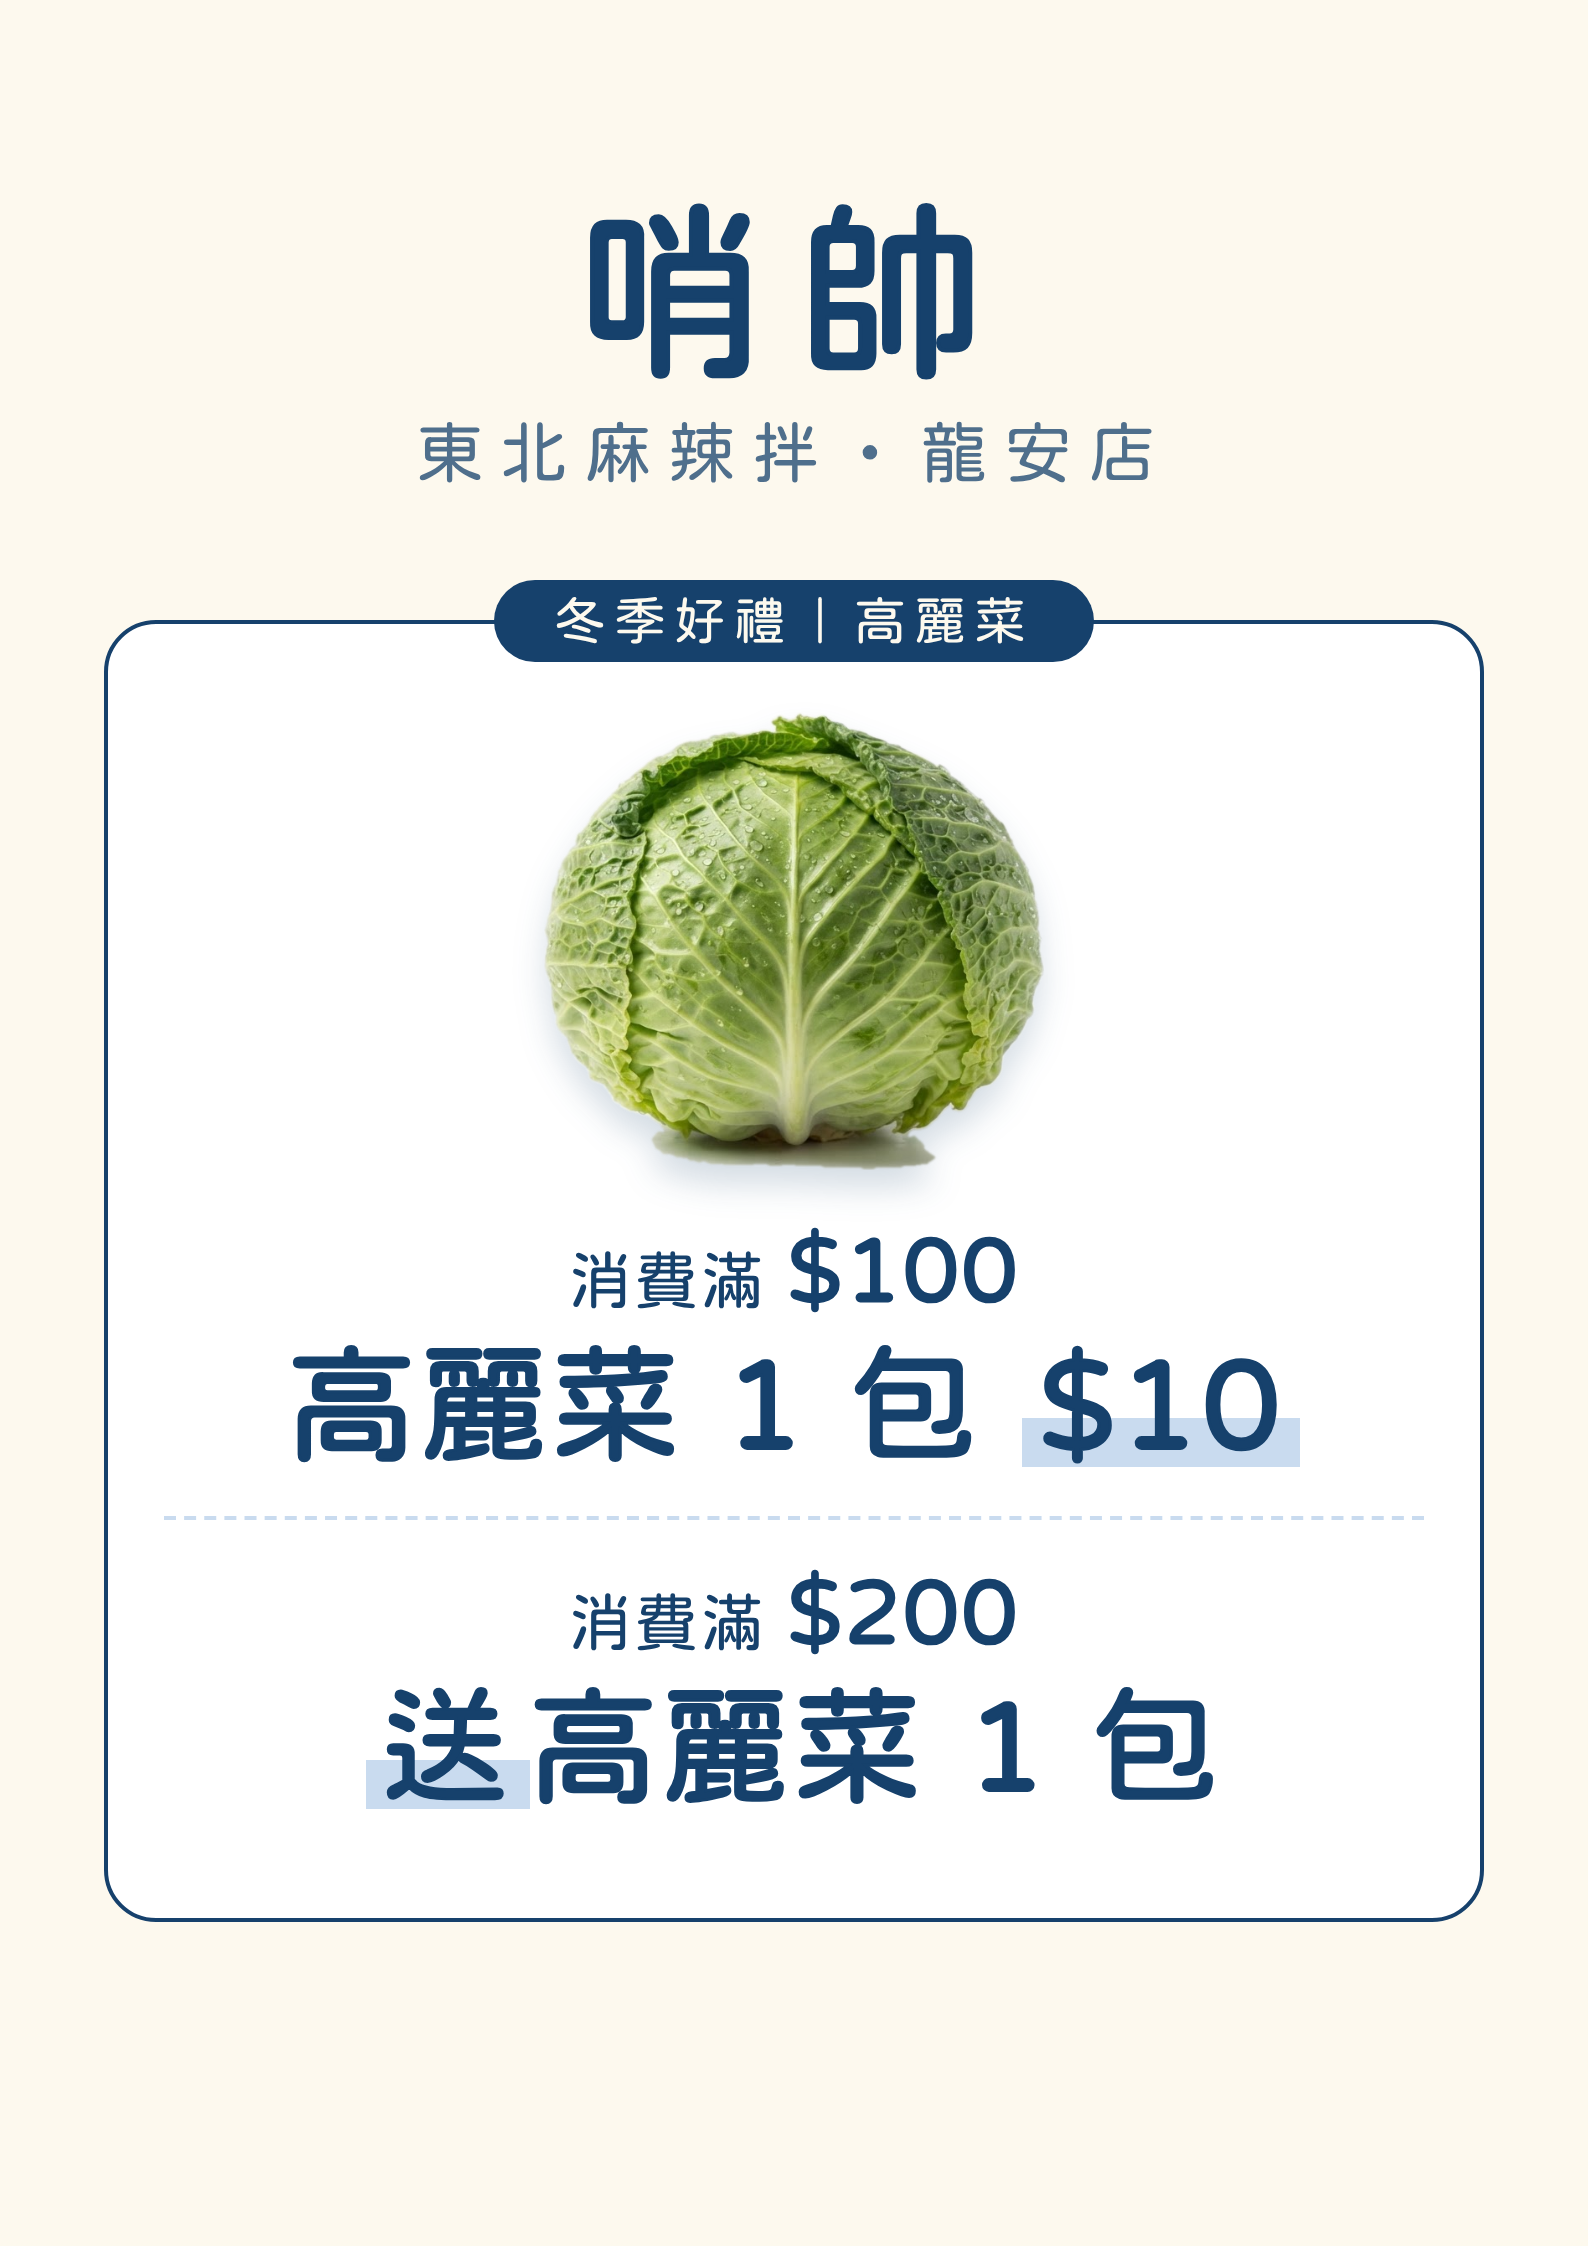 哨帥
東北麻辣拌・龍安店
冬季好禮｜高麗菜
消費滿 $100
高麗菜 1 包 $10
消費滿 $200
送高麗菜 1 包